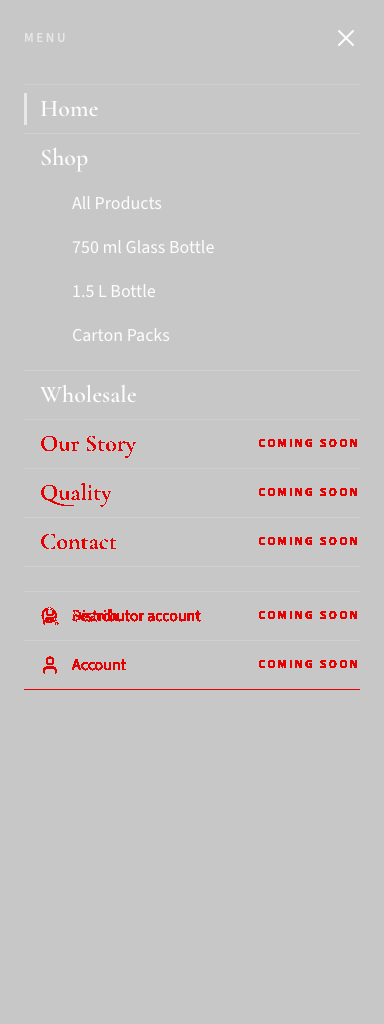 MENU
Home
Shop
All Products
750 ml Glass Bottle
1.5 L Bottle
Carton Packs
Wholesale
Our Story COMING SOON
Quality COMING SOON
Contact COMING SOON
account COMING SOON
Account COMING SOON